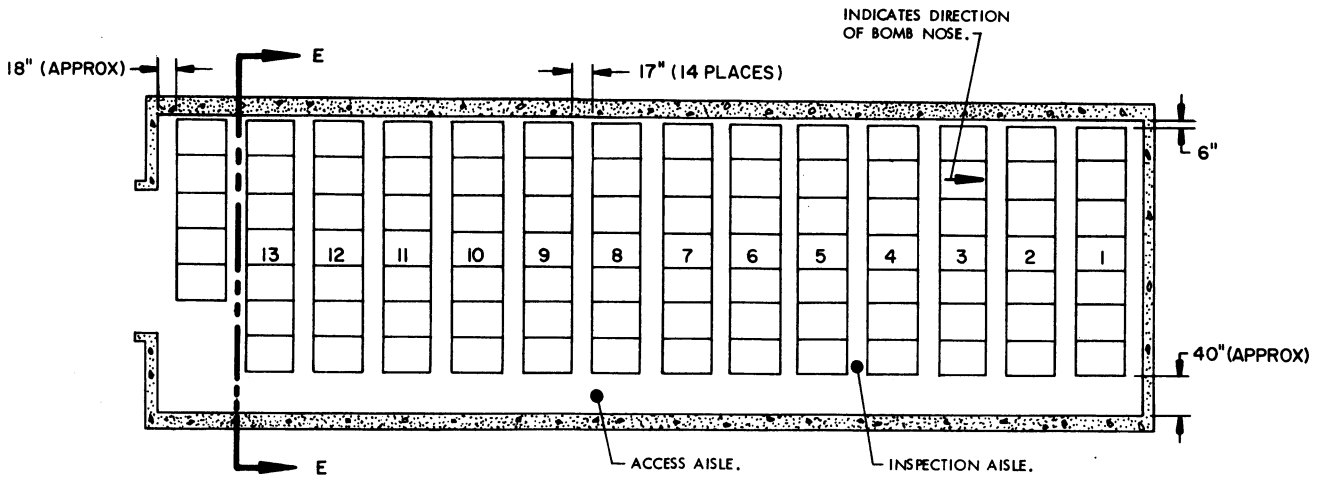 INDICATES DIRECTION
OF BOMB NOSE.
18" (APPROX)
E
17" (14 PLACES)
6"
13 12 11 10 9 8 7 6 5 4 3 2 1
40" (APPROX)
E
ACCESS AISLE.
INSPECTION AISLE.